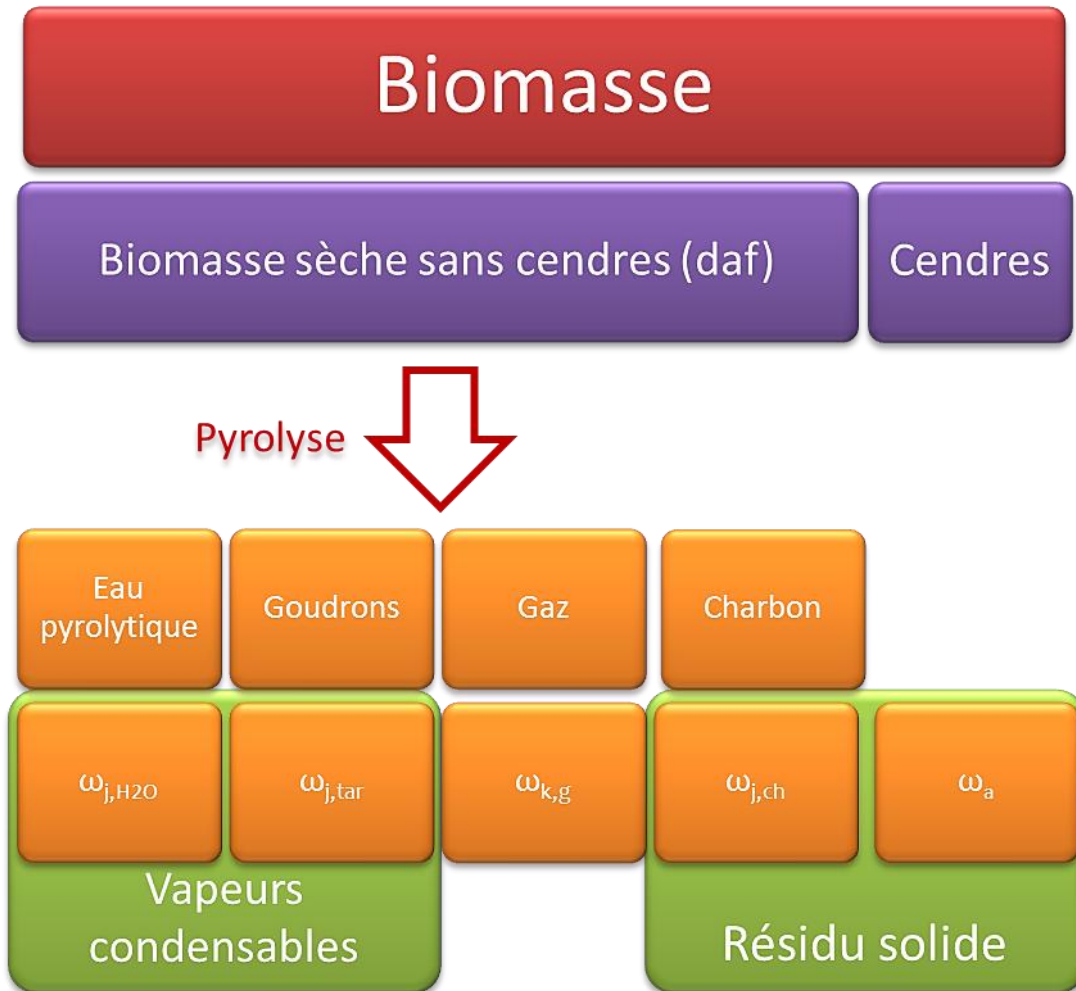 Biomasse
Biomasse sèche sans cendres (daf)
Cendres
Pyrolyse
Eau
pyrolytique
Goudrons
Gaz
Charbon
ωj,H2O
ωj,tar
ωk,g
ωj,ch
ωa
Vapeurs
condensables
Résidu solide